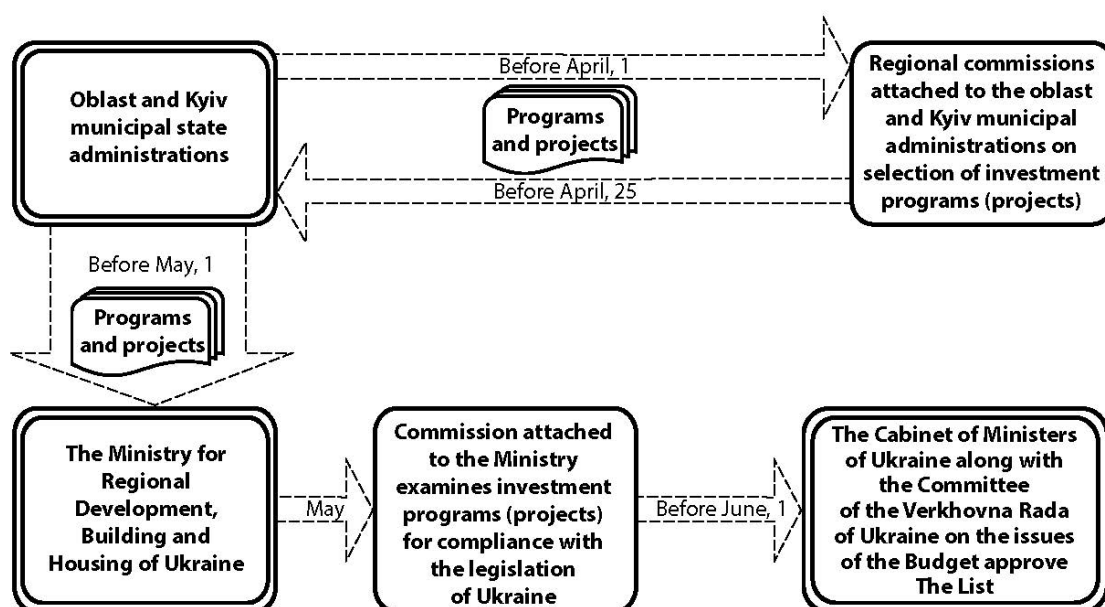 Oblast and Kyiv
municipal state
administrations
Before April, 1
Programs
and projects
Before April, 25
Regional commissions
attached to the oblast
and Kyiv municipal
administrations on
selection of investment
programs (projects)
Before May, 1
Programs
and projects
The Ministry for
Regional
Development,
Building and
Housing of Ukraine
May
Commission attached
to the Ministry
examines investment
programs (projects)
for compliance with
the legislation
of Ukraine
Before June, 1
The Cabinet of Ministers
of Ukraine along with
the Committee
of the Verkhovna Rada
of Ukraine on the issues
of the Budget approve
The List